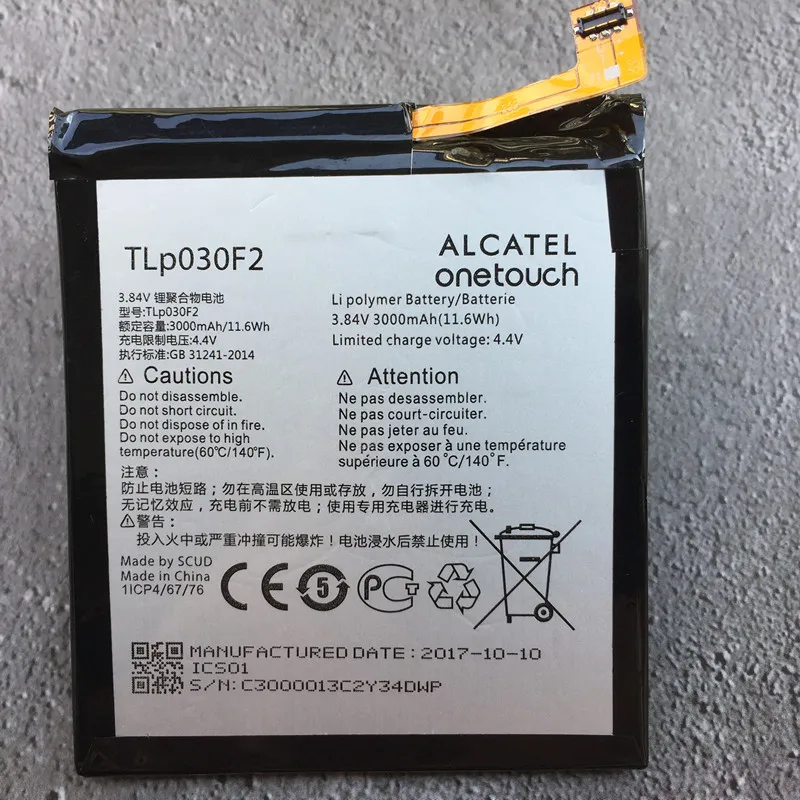 TLp030F2
ALCATEL
onetouch
3.84V 锂聚合物电池
型号:TLp030F2
额定容量:3000mAh/11.6Wh
充电限制电压:4.4V
执行标准:GB 31241-2014
Li polymer Battery/Batterie
3.84V 3000mAh(11.6Wh)
Limited charge voltage: 4.4V
Cautions
Do not disassemble.
Do not short circuit.
Do not dispose of in fire.
Do not expose to high
temperature(60°C/140°F).
Attention
Ne pas desassembler.
Ne pas court-circuiter.
Ne pas jeter au feu.
Ne pas exposer à une température
supérieure à 60°C/140°F.
注意:
防止电池短路;勿在高温区使用或存放,勿自行拆开电池;
无记忆效应,充电前不需放电;使用专用充电器进行充电。
警告:
投入火中或严重冲撞可能爆炸!电池浸水后禁止使用!
Made by SCUD
Made in China
1ICP4/67/76
CE
5
PGT
MANUFACTURED DATE: 2017-10-10
ICS01
S/N: C3000013C2Y34DWP